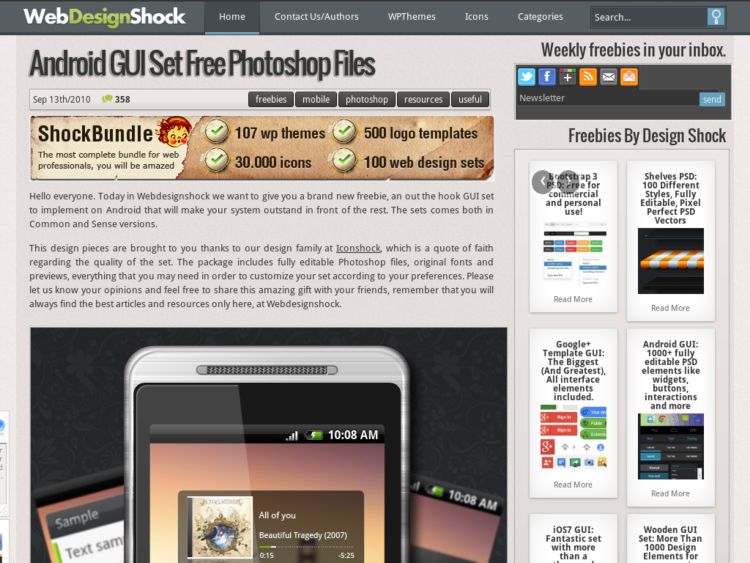 WebDesignShock
Home
Contact Us/Authors
WPThemes
Icons
Categories
Search...
Android GUI Set Free Photoshop Files
Sep 13th/2010
358
freebies
mobile
photoshop
resources
useful
ShockBundle
The most complete bundle for web
professionals, you will be amazed
107 wp themes
500 logo templates
30.000 icons
100 web design sets
Hello everyone. Today in Webdesignshock we want to give you a brand new freebie, an out the hook GUI set
to implement on Android that will make your system outstand in front of the rest. The sets comes both in
Common and Sense versions.
This design pieces are brought to you thanks to our design family at Iconshock, which is a quote of faith
regarding the quality of the set. The package includes fully editable Photoshop files, original fonts and
previews, everything that you may need in order to customize your set according to your preferences. Please
let us know your opinions and feel free to share this amazing gift with your friends, remember that you will
always find the best articles and resources only here, at Webdesignshock.
10:08 AM
10:08 AM
Sample
Text sam
All of you
Beautiful Tragedy (2007)
0:15
-5:25
Weekly freebies in your inbox.
Newsletter
send
Freebies By Design Shock
Bootstrap 3
PSD: Free for
commercial
and personal
use!
Read More
Shelves PSD:
100 Different
Styles, Fully
Editable, Pixel
Perfect PSD
Vectors
Read More
Google+
Template GUI:
The Biggest
(And Greatest),
All interface
elements
included.
Sign in
Sign in
Read More
Android GUI:
1000+ fully
editable PSD
elements like
widgets,
buttons,
interactions
and more
Read More
iOS7 GUI:
Fantastic set
with more
than a
Wooden GUI
Set: More Than
1000 Design
Elements for